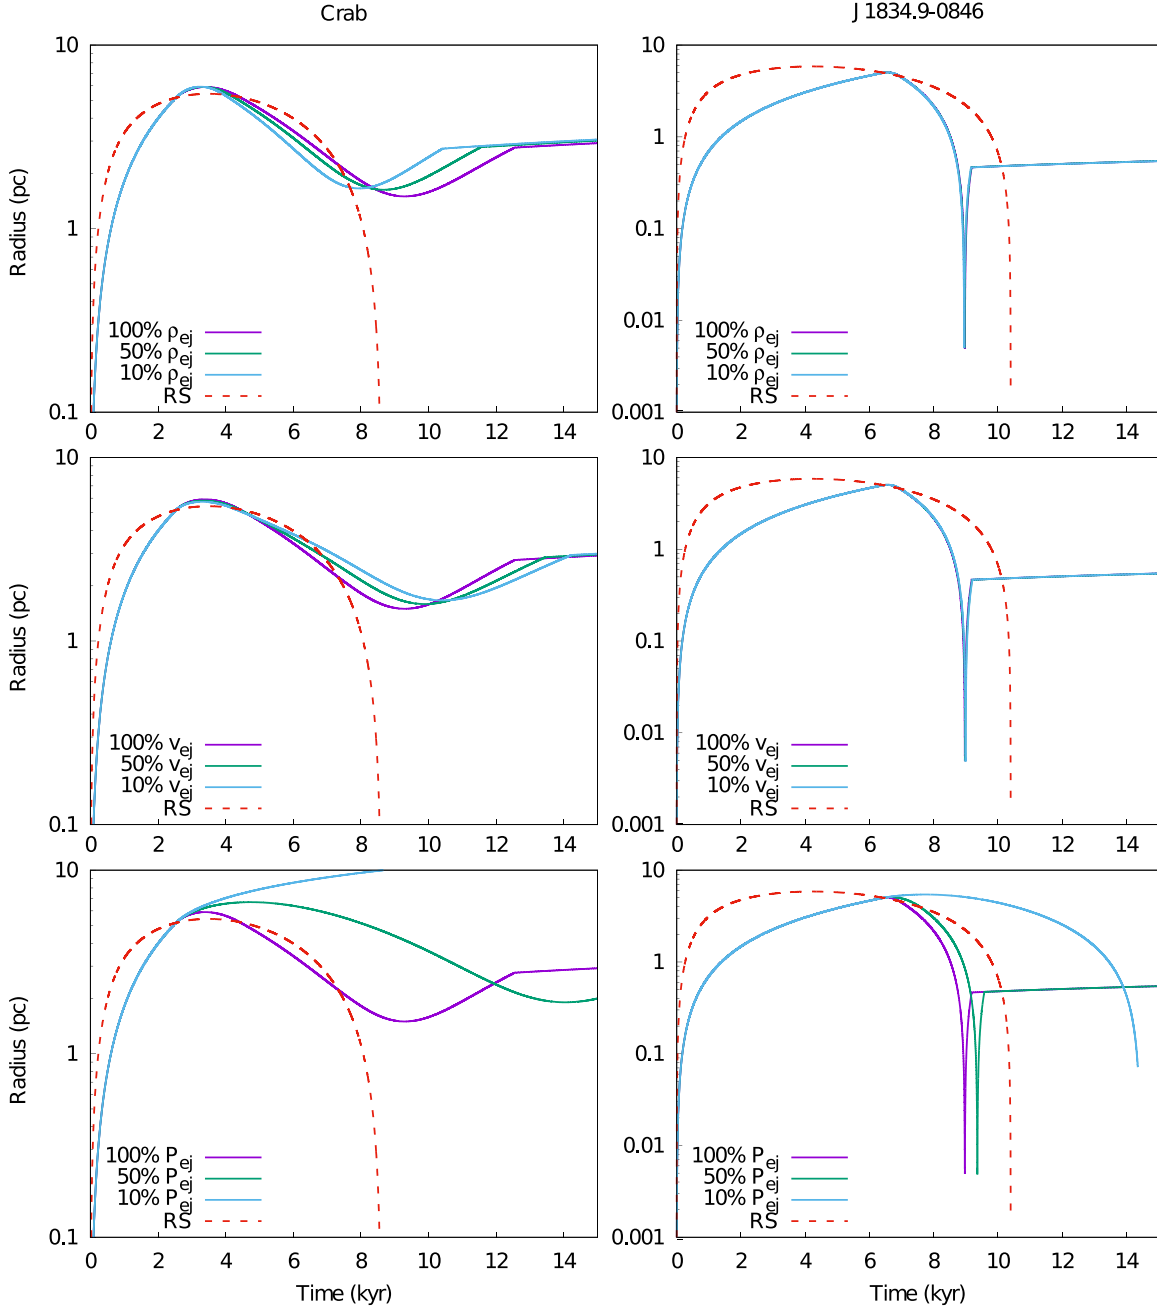 Crab
J1834.9-0846
10
1
0.1
Radius (pc)
100% ρej
50% ρej
10% ρej
RS
0 2 4 6 8 10 12 14
10
1
0.1
0.01
0.001
100% ρej
50% ρej
10% ρej
RS
0 2 4 6 8 10 12 14
10
1
0.1
Radius (pc)
100% vej
50% vej
10% vej
RS
0 2 4 6 8 10 12 14
10
1
0.1
0.01
0.001
100% vej
50% vej
10% vej
RS
0 2 4 6 8 10 12 14
10
1
0.1
Radius (pc)
100% Pej
50% Pej
10% Pej
RS
0 2 4 6 8 10 12 14
Time (kyr)
10
1
0.1
0.01
0.001
100% Pej
50% Pej
10% Pej
RS
0 2 4 6 8 10 12 14
Time (kyr)